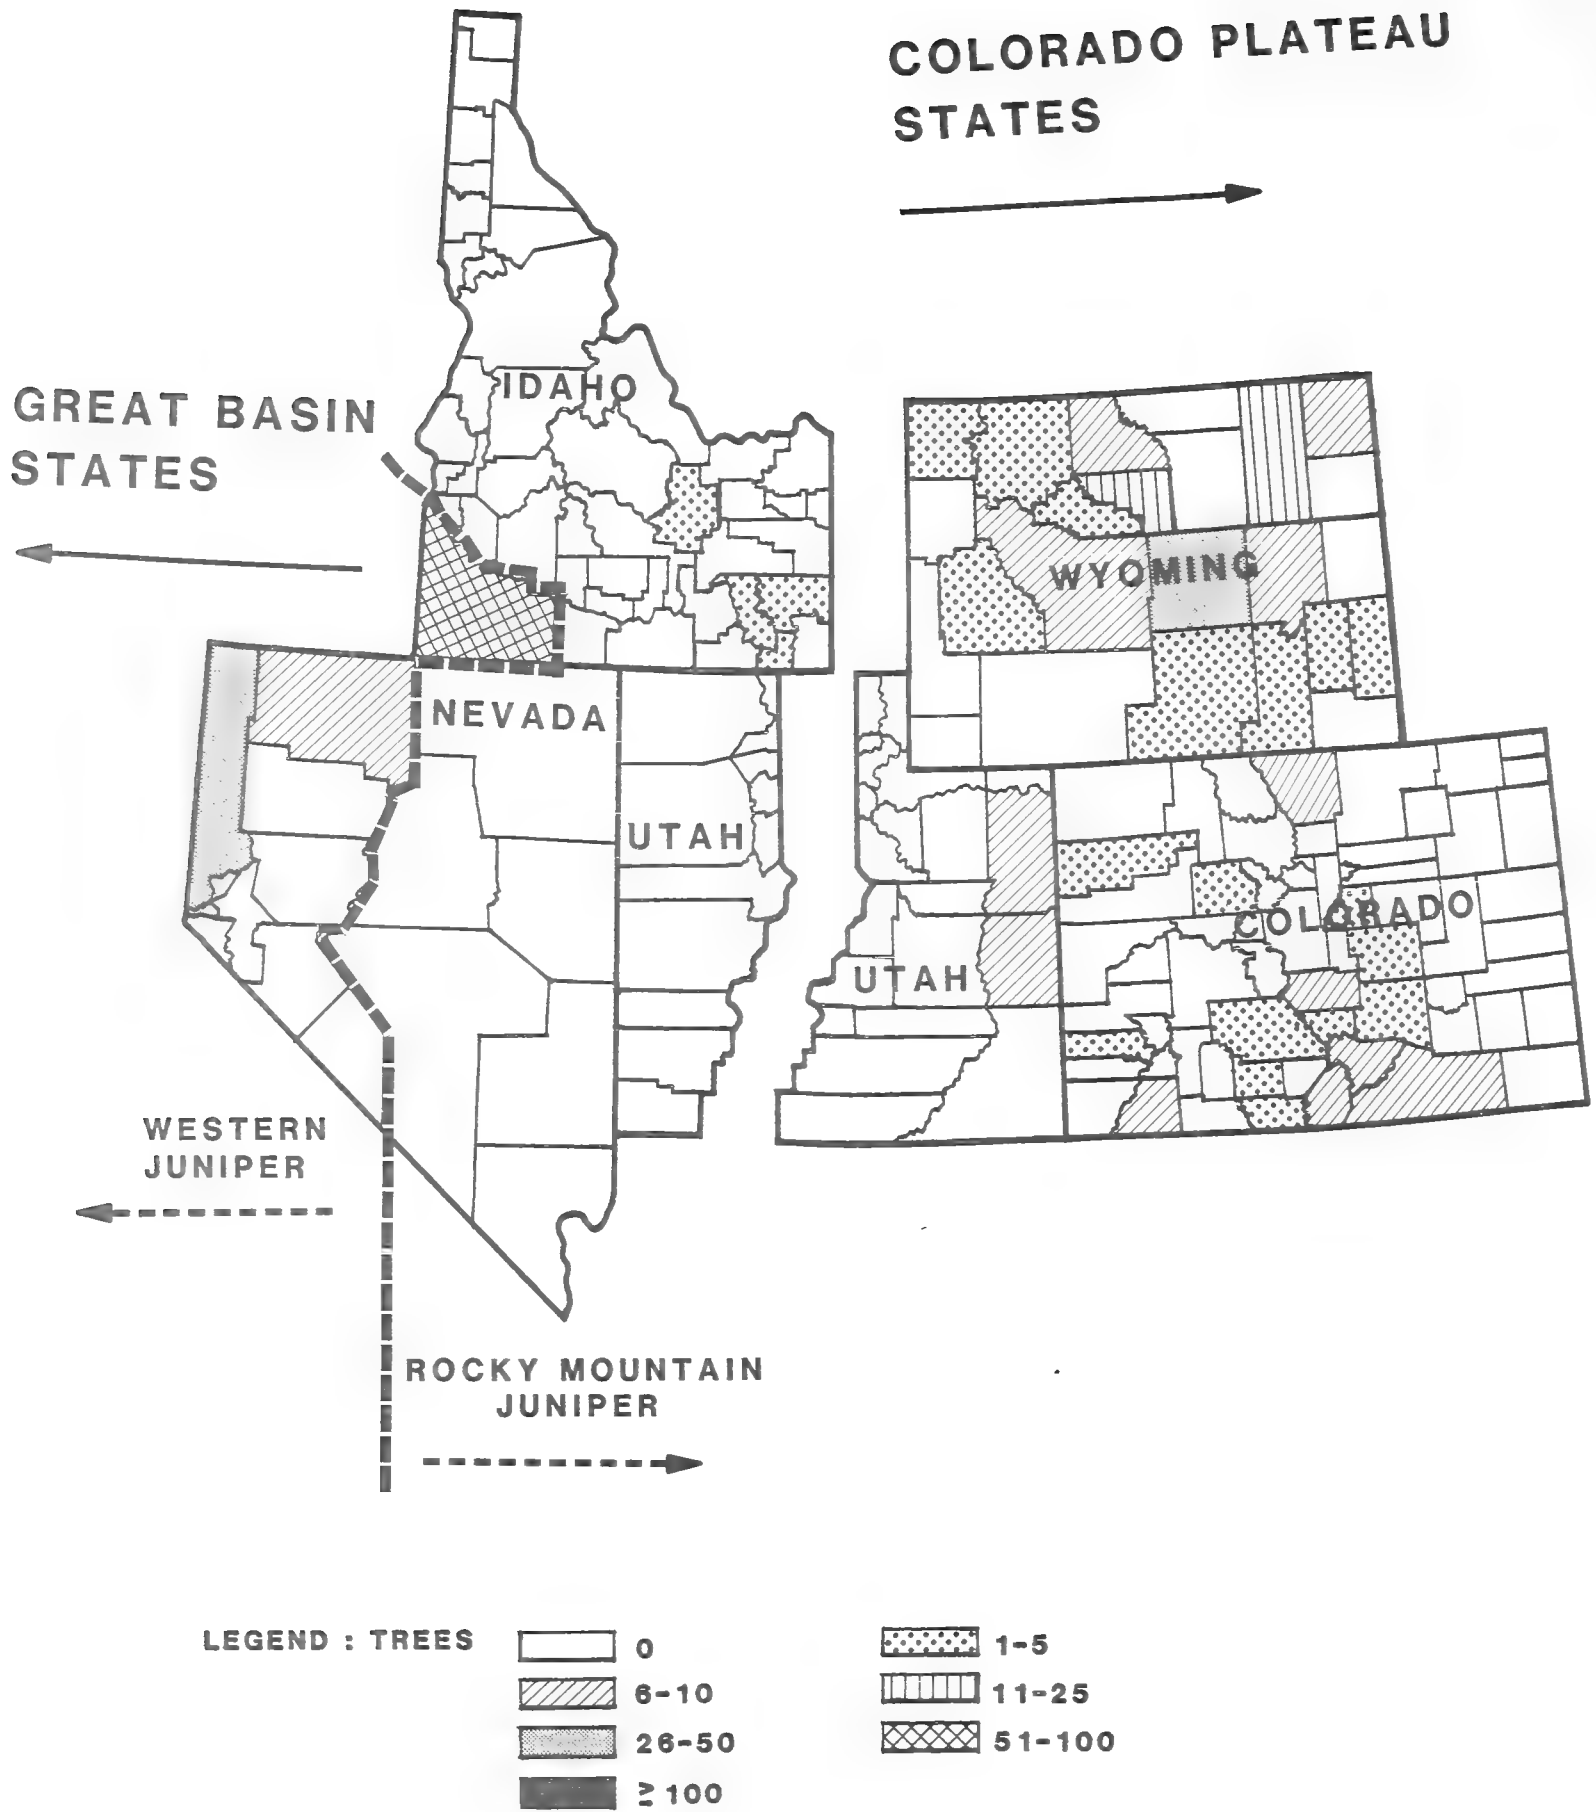 COLORADO PLATEAU
STATES
GREAT BASIN
STATES
IDAHO
WYOMING
NEVADA
UTAH
COLORADO
UTAH
WESTERN
JUNIPER
ROCKY MOUNTAIN
JUNIPER
LEGEND : TREES
0
1-5
6-10
11-25
26-50
51-100
≥ 100